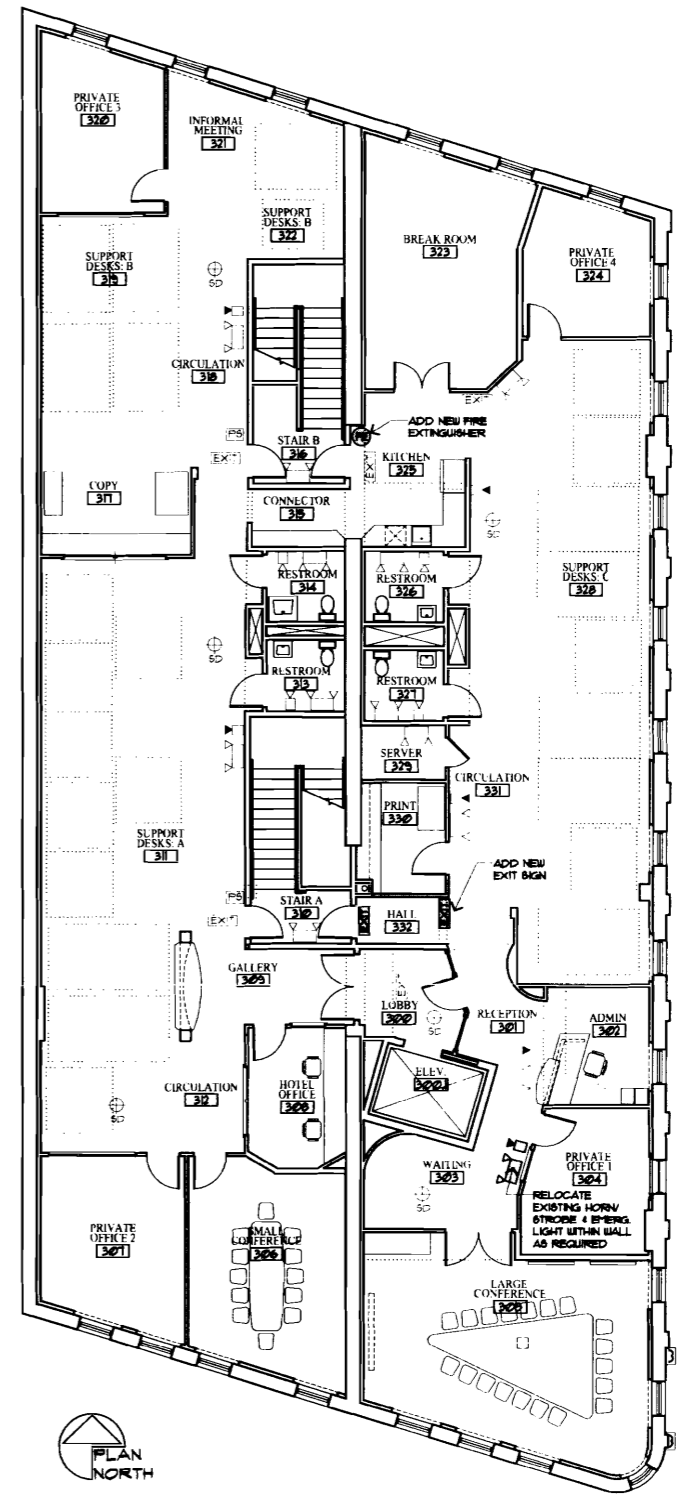 PRIVATE
OFFICE 3
320
INFORMAL
MEETING
321
SUPPORT
DESKS: B
322
BREAK ROOM
323
PRIVATE
OFFICE 4
324
SUPPORT
DESKS: B
319
SD
CIRCULATION
318
EXIT
ADD NEW FIRE
EXTINGUISHER
FE
PS
STAIR B
316
EXIT
KITCHEN
325
EXIT
COPY
317
CONNECTOR
315
SD
RESTROOM
314
RESTROOM
326
SUPPORT
DESKS: C
328
SD
RESTROOM
313
RESTROOM
327
SERVER
329
CIRCULATION
331
PRINT
330
SUPPORT
DESKS: A
311
ADD NEW
EXIT SIGN
PS
EXIT
STAIR A
310
EXIT
HALL
332
EXIT
GALLERY
309
LOBBY
300
SD
RECEPTION
301
ADMIN
302
ELEV.
CIRCULATION
312
SD
HOTEL
OFFICE
308
WAITING
303
SD
PRIVATE
OFFICE 1
304
RELOCATE
EXISTING HORN/
STROBE & EMERG.
LIGHT WITHIN WALL
AS REQUIRED
PRIVATE
OFFICE 2
307
SMALL
CONFERENCE
306
LARGE
CONFERENCE
305
PLAN
NORTH